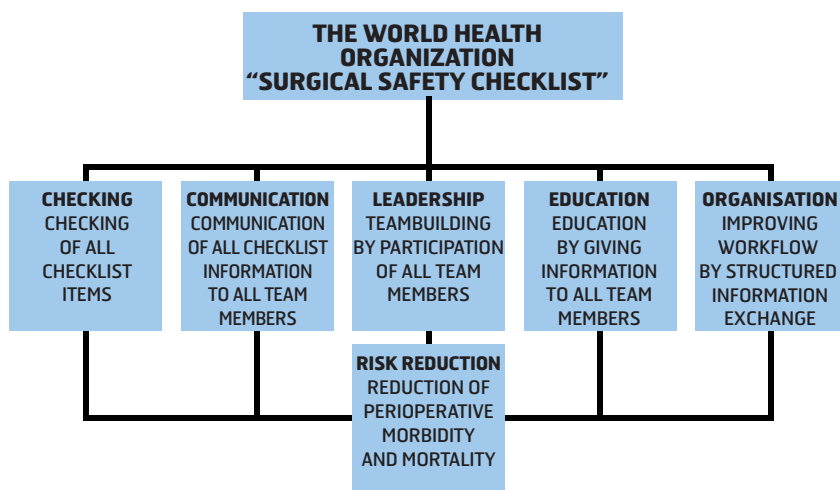 THE WORLD HEALTH
ORGANIZATION
“SURGICAL SAFETY CHECKLIST”
CHECKING
CHECKING
OF ALL
CHECKLIST
ITEMS
COMMUNICATION
COMMUNICATION
OF ALL CHECKLIST
INFORMATION
TO ALL TEAM
MEMBERS
LEADERSHIP
TEAMBUILDING
BY PARTICIPATION
OF ALL TEAM
MEMBERS
EDUCATION
EDUCATION
BY GIVING
INFORMATION
TO ALL TEAM
MEMBERS
ORGANISATION
IMPROVING
WORKFLOW
BY STRUCTURED
INFORMATION
EXCHANGE
RISK REDUCTION
REDUCTION OF
PERIOPERATIVE
MORBIDITY
AND MORTALITY